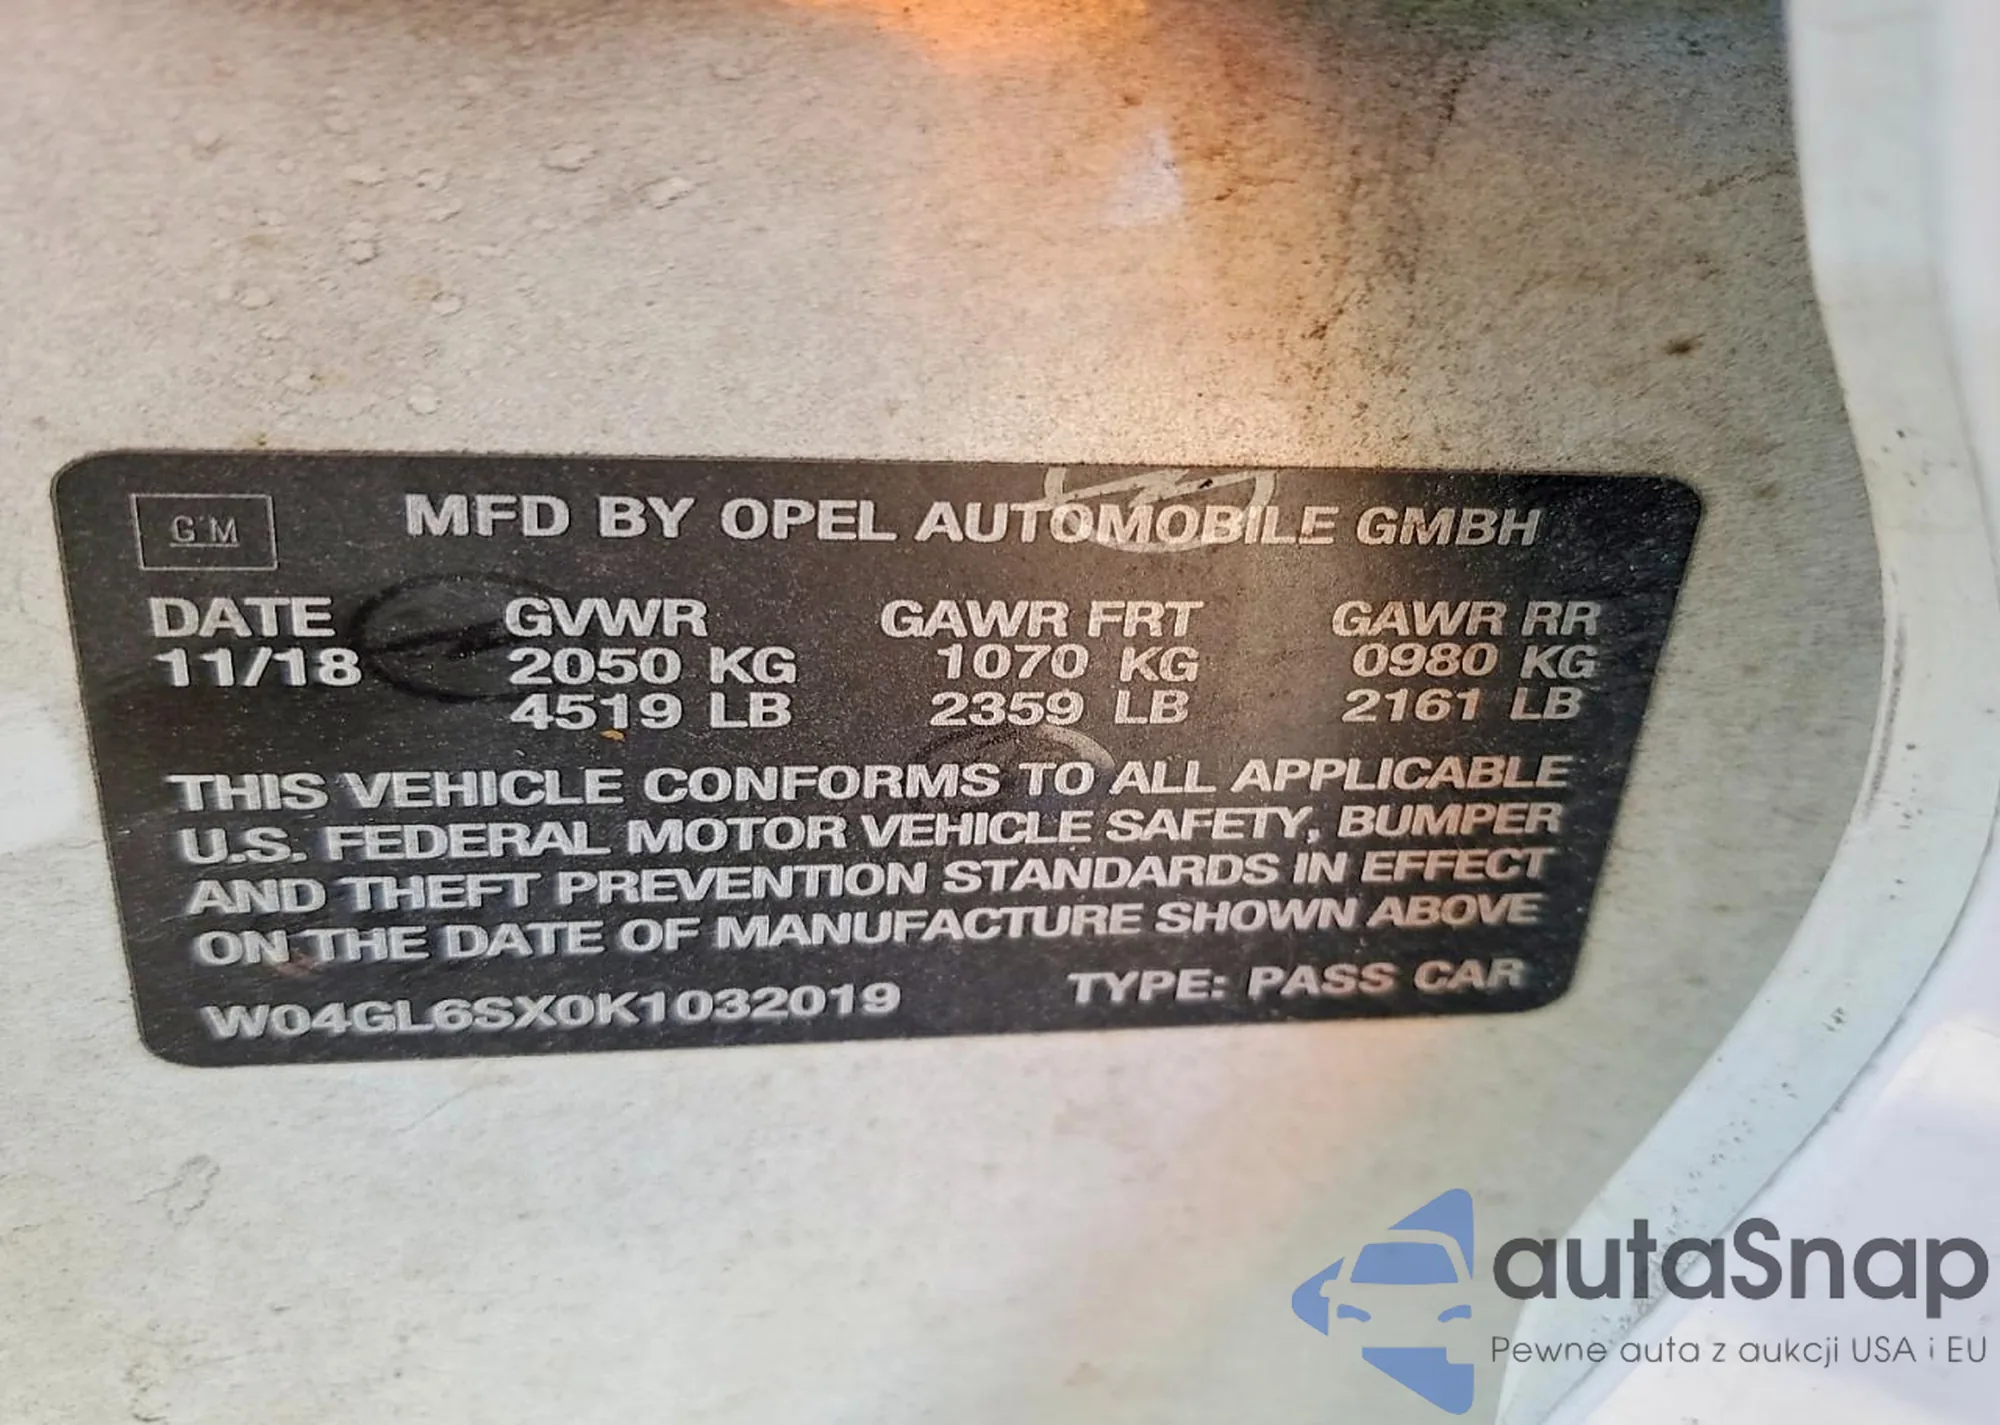 GM
MFD BY OPEL AUTOMOBILE GMBH
DATE GVWR GAWR FRT GAWR RR
11/18 2050 KG 1070 KG 0980 KG
4519 LB 2359 LB 2161 LB
THIS VEHICLE CONFORMS TO ALL APPLICABLE
U.S. FEDERAL MOTOR VEHICLE SAFETY, BUMPER
AND THEFT PREVENTION STANDARDS IN EFFECT
ON THE DATE OF MANUFACTURE SHOWN ABOVE
W04GL6SX0K1032019 TYPE: PASS CAR
autaSnap
Pewne auta z aukcji USA i EU